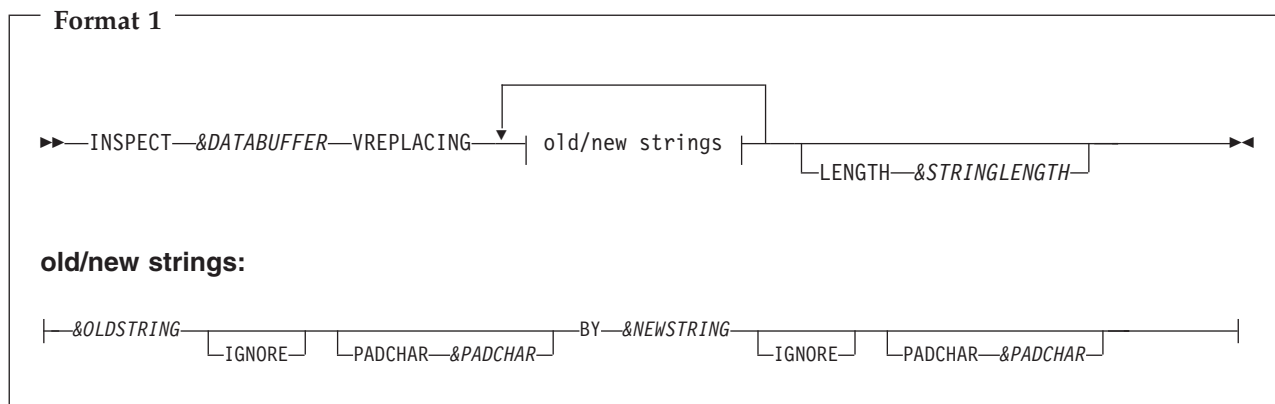 Format 1
INSPECT &DATABUFFER VREPLACING old/new strings
LENGTH &STRINGLENGTH
old/new strings:
&OLDSTRING BY &NEWSTRING
IGNORE PADCHAR &PADCHAR IGNORE PADCHAR &PADCHAR